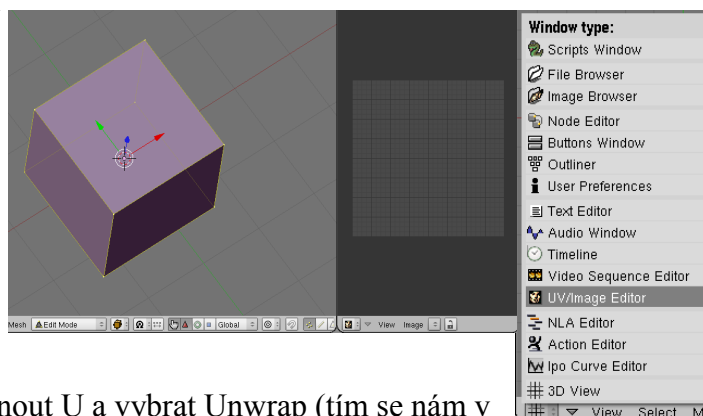 Window type:
Scripts Window
File Browser
Image Browser
Node Editor
Buttons Window
Outliner
User Preferences
Text Editor
Audio Window
Timeline
Video Sequence Editor
UV/Image Editor
NLA Editor
Action Editor
Ipo Curve Editor
3D View
View Select M
Mesh Edit Mode Global View Image
nout U a vybrat Unwrap (tím se nám v